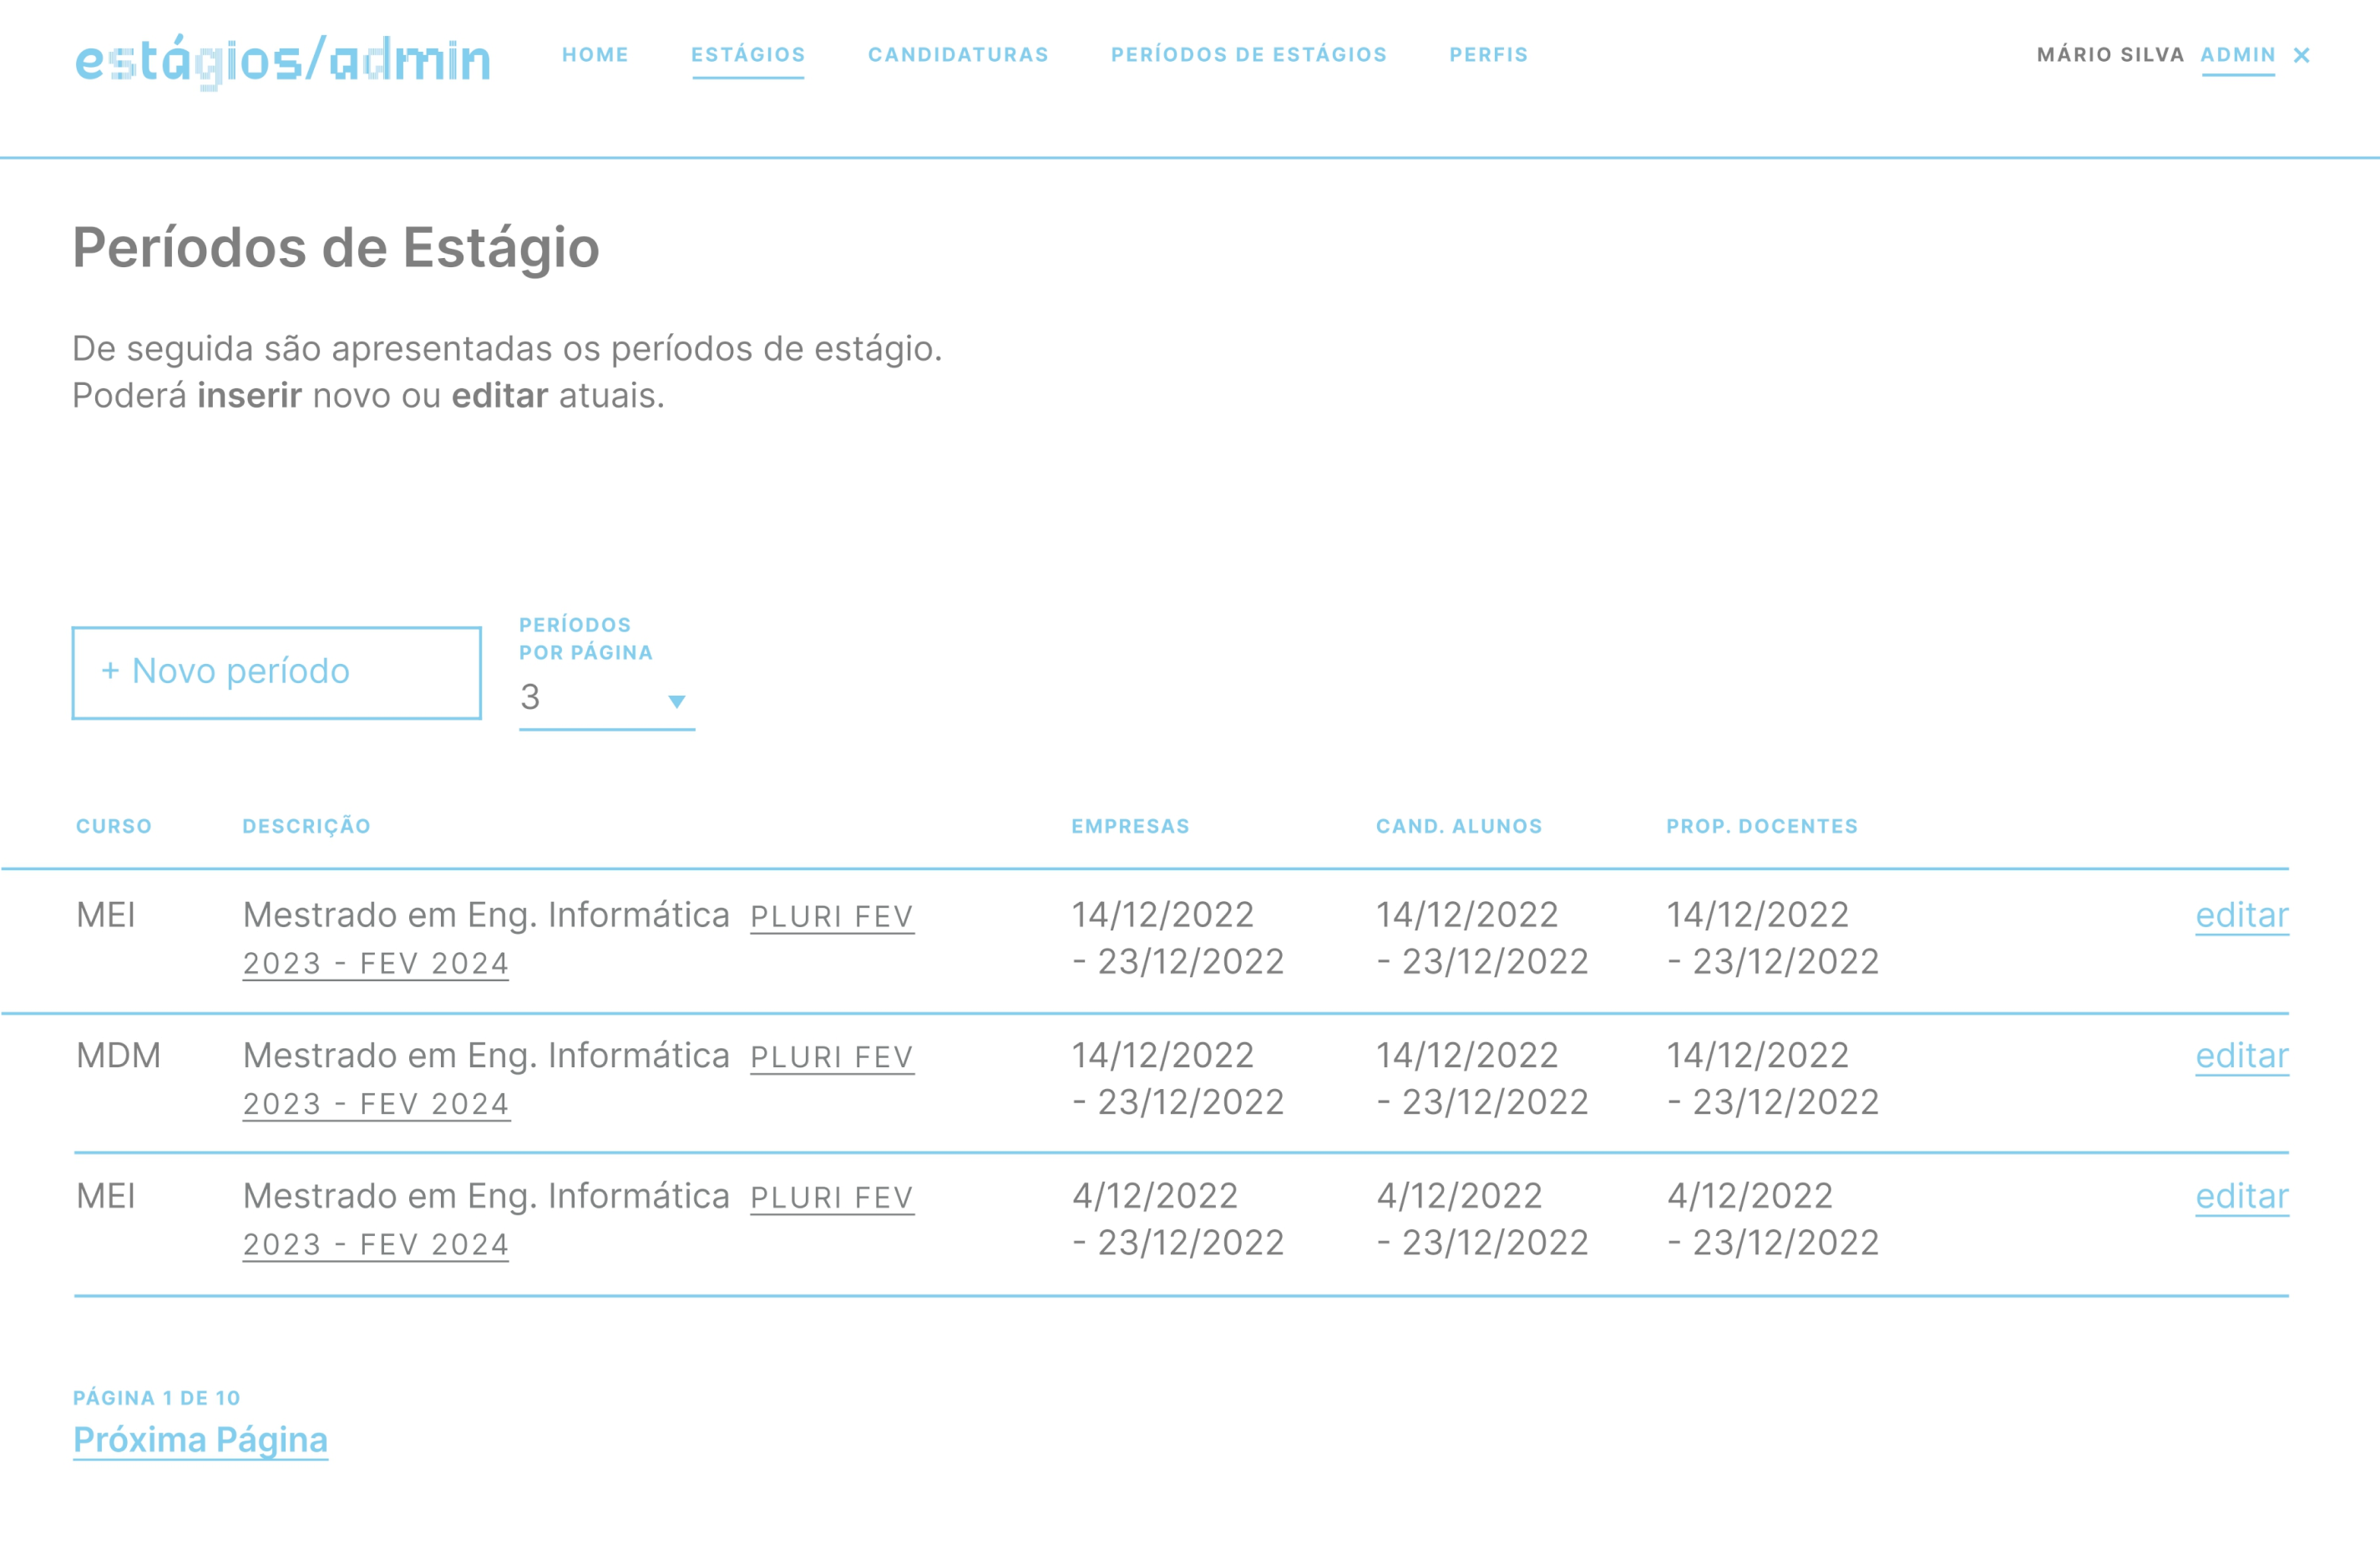 estágios/admin HOME ESTÁGIOS CANDIDATURAS PERÍODOS DE ESTÁGIOS PERFIS MÁRIO SILVA ADMIN ×
Períodos de Estágio
De seguida são apresentadas os períodos de estágio.
Poderá inserir novo ou editar atuais.
+ Novo período
PERÍODOS
POR PÁGINA
3
CURSO DESCRIÇÃO EMPRESAS CAND. ALUNOS PROP. DOCENTES
MEI Mestrado em Eng. Informática PLURI FEV 14/12/2022 14/12/2022 14/12/2022 editar
2023 - FEV 2024 - 23/12/2022 - 23/12/2022 - 23/12/2022
MDM Mestrado em Eng. Informática PLURI FEV 14/12/2022 14/12/2022 14/12/2022 editar
2023 - FEV 2024 - 23/12/2022 - 23/12/2022 - 23/12/2022
MEI Mestrado em Eng. Informática PLURI FEV 4/12/2022 4/12/2022 4/12/2022 editar
2023 - FEV 2024 - 23/12/2022 - 23/12/2022 - 23/12/2022
PÁGINA 1 DE 10
Próxima Página